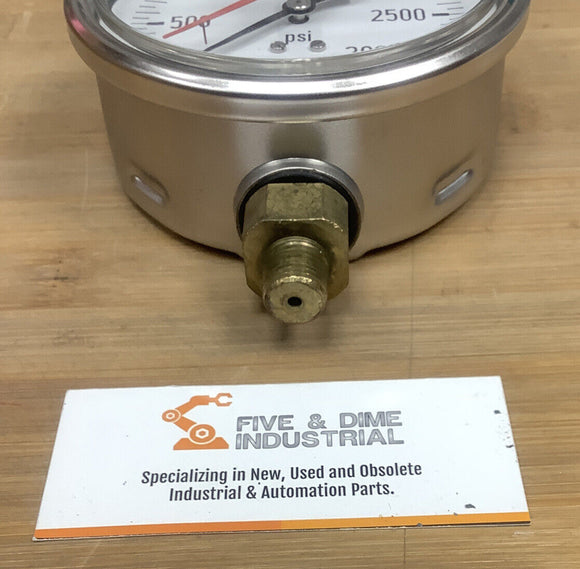 500
2500
psi
FIVE & DIME
INDUSTRIAL
Specializing in New, Used and Obsolete
Industrial & Automation Parts.